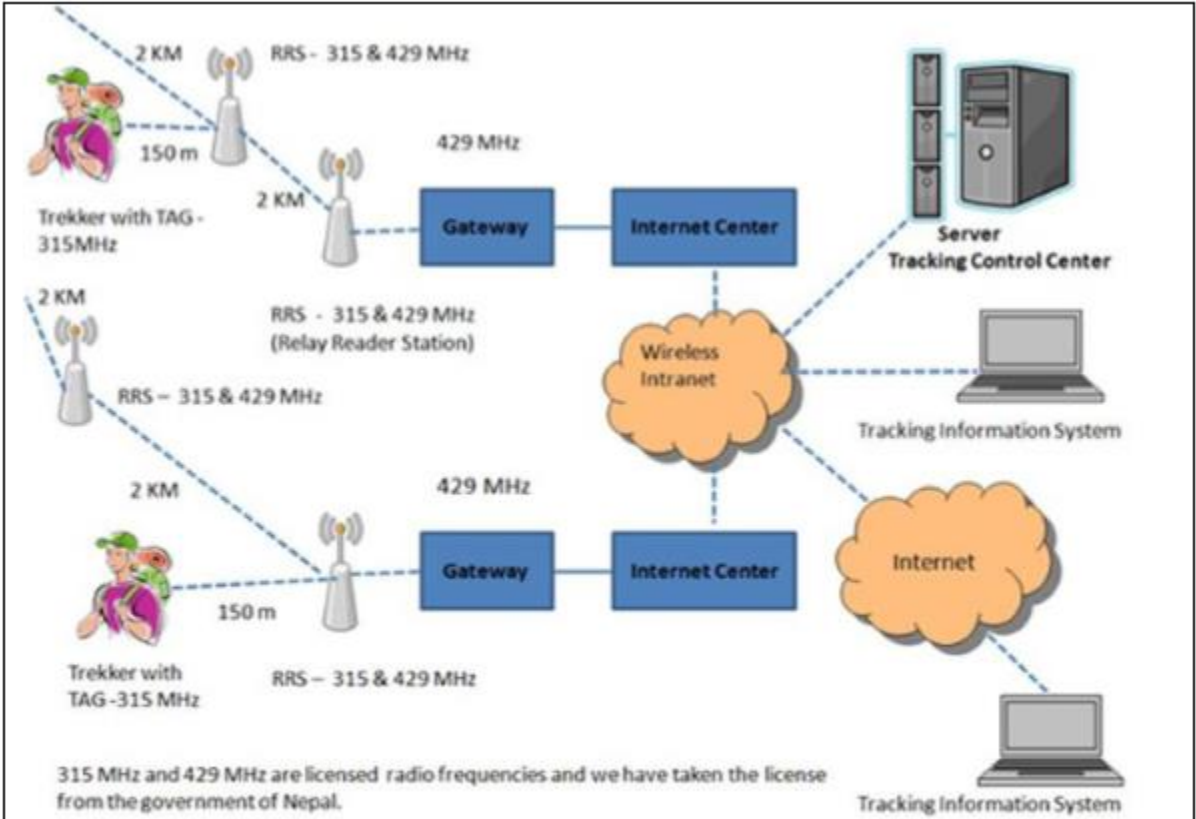 2 KM
RRS - 315 & 429 MHz
150 m
429 MHz
2 KM
Trekker with TAG -
315MHz
Gateway
Internet Center
Server
Tracking Control Center
2 KM
RRS - 315 & 429 MHz
(Relay Reader Station)
Wireless
Intranet
RRS – 315 & 429 MHz
Tracking Information System
2 KM
429 MHz
Gateway
Internet Center
Internet
150 m
Trekker with
TAG -315 MHz
RRS – 315 & 429 MHz
315 MHz and 429 MHz are licensed radio frequencies and we have taken the license
from the government of Nepal.
Tracking Information System